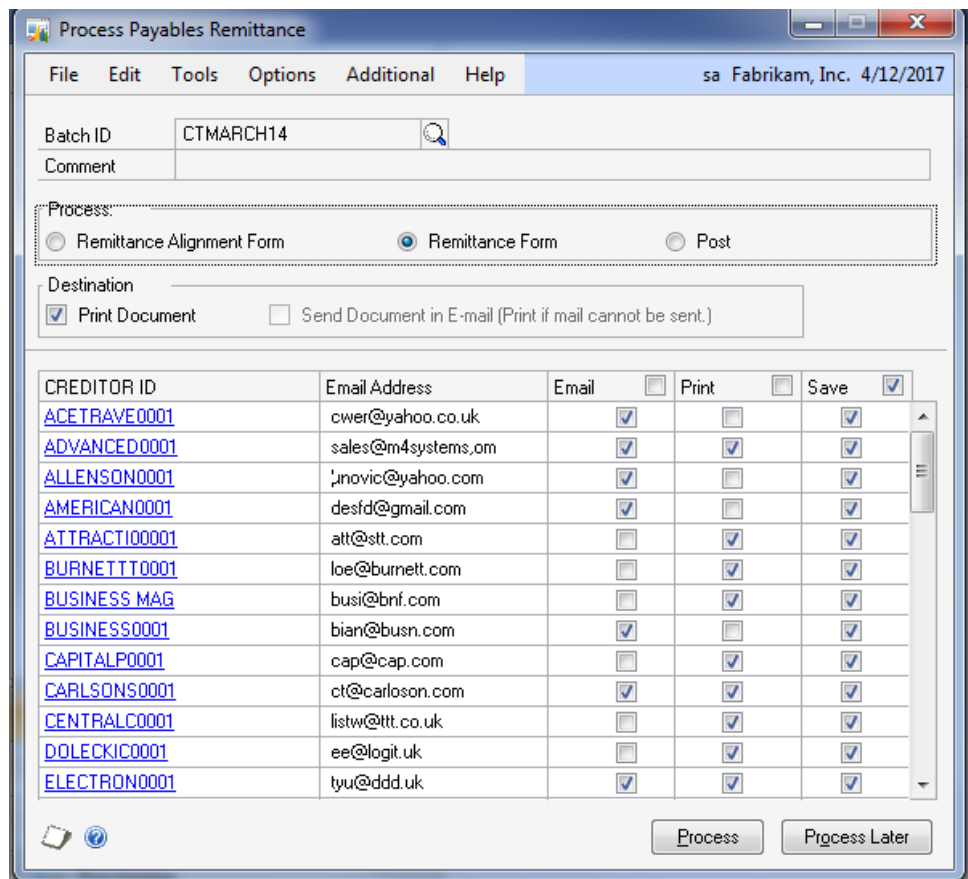 Process Payables Remittance
File Edit Tools Options Additional Help sa Fabrikam, Inc. 4/12/2017
Batch ID CTMARCH14
Comment
Process:
Remittance Alignment Form Remittance Form Post
Destination
Print Document Send Document in E-mail (Print if mail cannot be sent.)
CREDITOR ID Email Address Email Print Save
ACETRAVE0001 cwer@yahoo.co.uk
ADVANCED0001 sales@m4systems,om
ALLENSON0001
AMERICAN0001 desfd@gmail.com
ATTRACTI00001 att@stt.com
BURNETTT0001 loe@burnett.com
BUSINESS MAG busi@bnf.com
BUSINESS0001 bian@busn.com
CAPITALP0001 cap@cap.com
CARLSONS0001 ct@carloson.com
CENTRALC0001 listw@ttt.co.uk
DOLECKIC0001 ee@logit.uk
ELECTRON0001 tyu@ddd.uk
Process Process Later